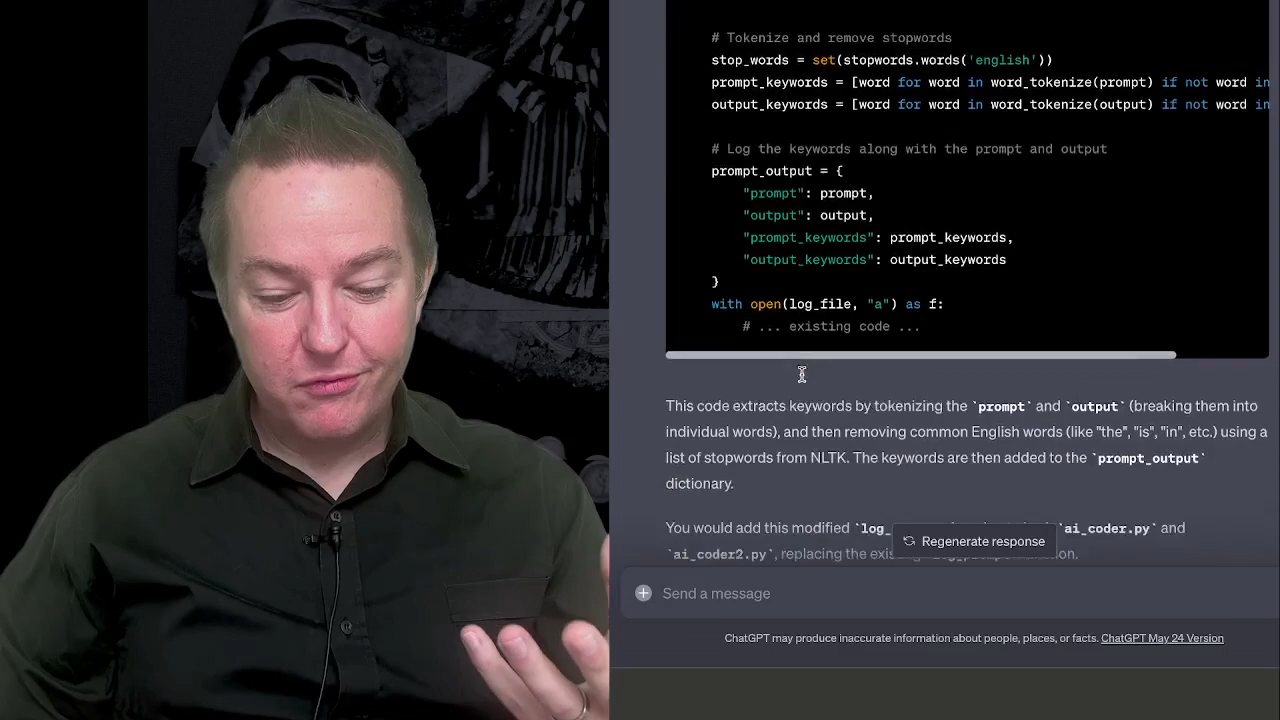 # Tokenize and remove stopwords
stop_words = set(stopwords.words('english'))
prompt_keywords = [word for word in word_tokenize(prompt) if not word in
output_keywords = [word for word in word_tokenize(output) if not word in
# Log the keywords along with the prompt and output
prompt_output = {
"prompt": prompt,
"output": output,
"prompt_keywords": prompt_keywords,
"output_keywords": output_keywords
}
with open(log_file, "a") as f:
# ... existing code ...
This code extracts keywords by tokenizing the `prompt` and `output` (breaking them into
individual words), and then removing common English words (like "the", "is", "in", etc.) using a
list of stopwords from NLTK. The keywords are then added to the `prompt_output`
dictionary.
You would add this modified `log_ `ai_coder.py` and
Regenerate response
`ai_coder2.py`, replacing the
Send a message
ChatGPT may produce inaccurate information about people, places, or facts. ChatGPT May 24 Version